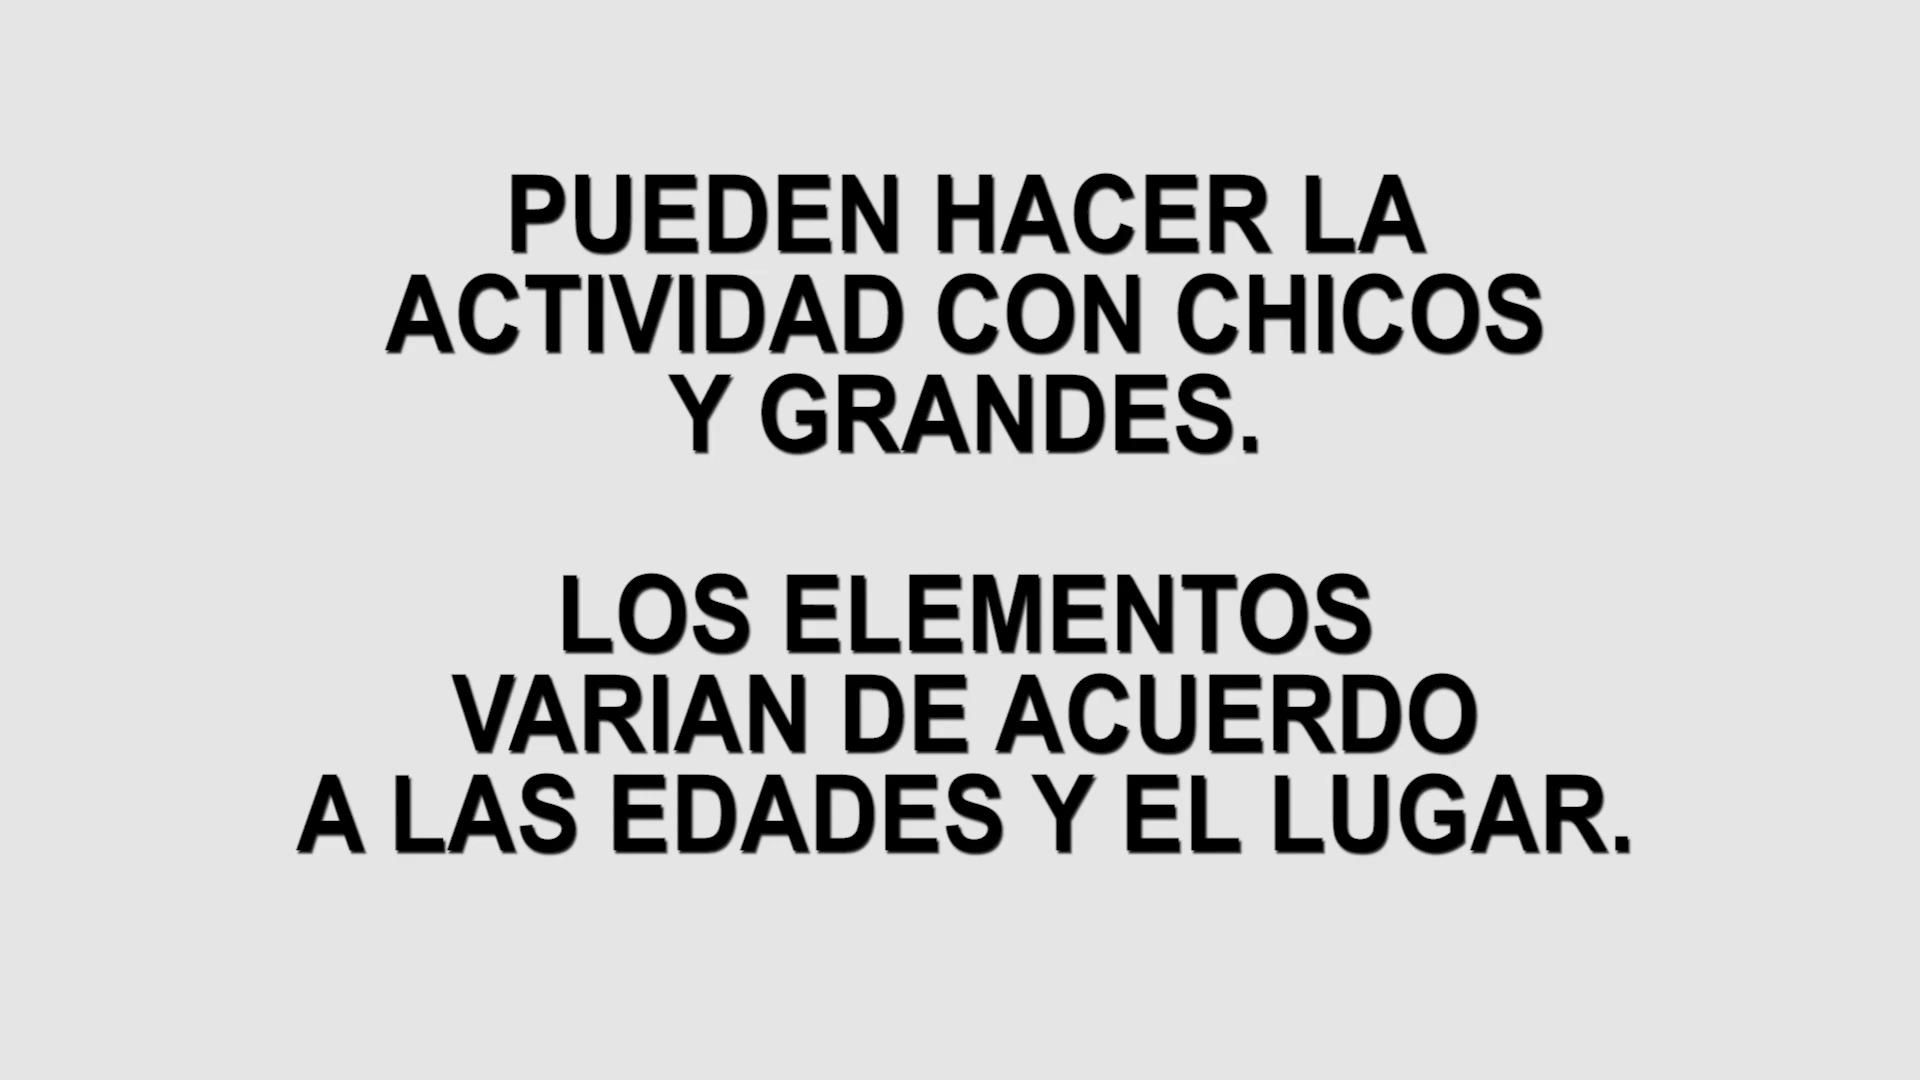 PUEDEN HACER LA
ACTIVIDAD CON CHICOS
Y GRANDES.
LOS ELEMENTOS
VARIAN DE ACUERDO
A LAS EDADES Y EL LUGAR.